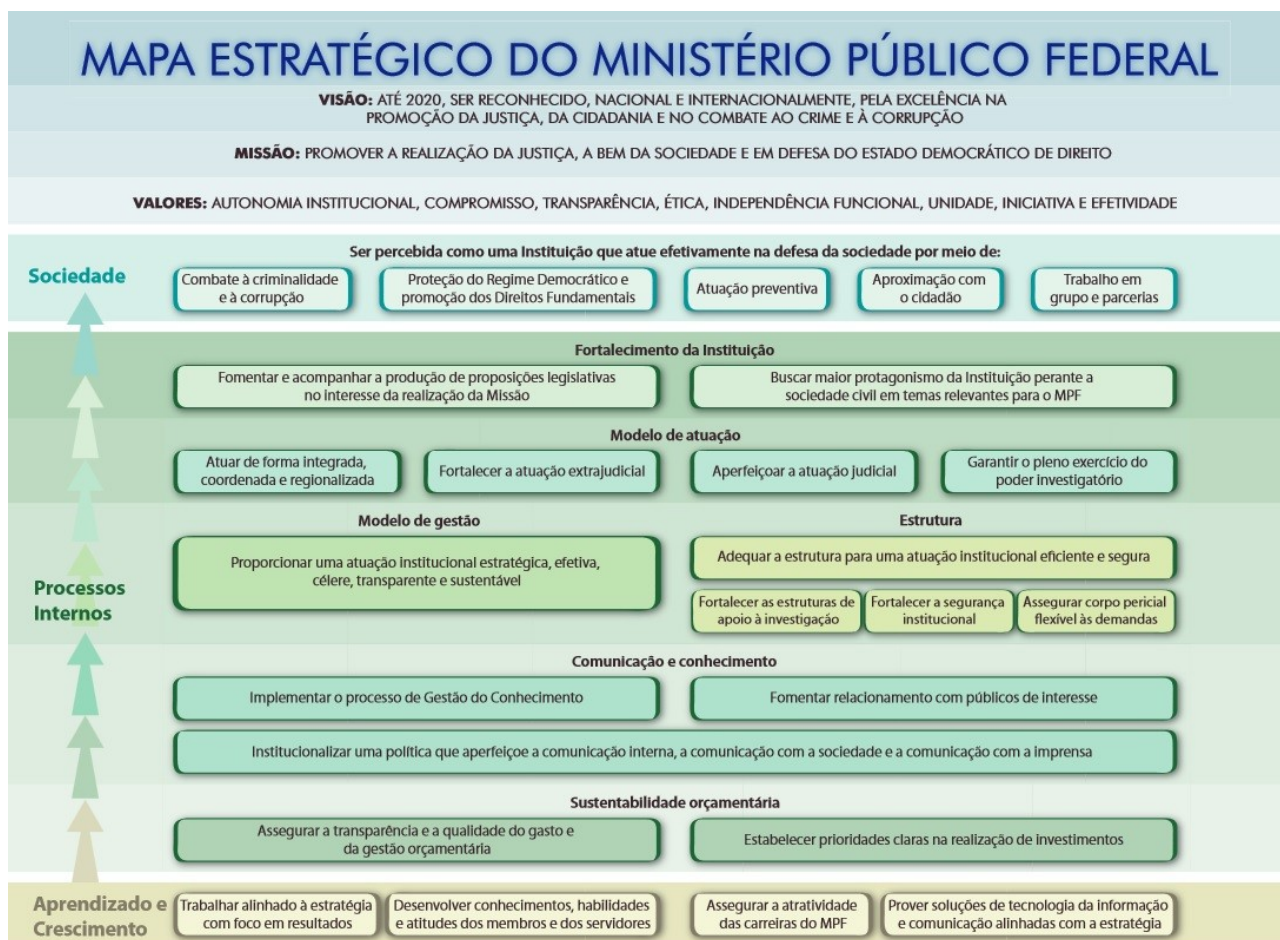 MAPA ESTRATÉGICO DO MINISTÉRIO PÚBLICO FEDERAL
VISÃO: ATÉ 2020, SER RECONHECIDO, NACIONAL E INTERNACIONALMENTE, PELA EXCELÊNCIA NA
PROMOÇÃO DA JUSTIÇA, DA CIDADANIA E NO COMBATE AO CRIME E À CORRUPÇÃO
MISSÃO: PROMOVER A REALIZAÇÃO DA JUSTIÇA, A BEM DA SOCIEDADE E EM DEFESA DO ESTADO DEMOCRÁTICO DE DIREITO
VALORES: AUTONOMIA INSTITUCIONAL, COMPROMISSO, TRANSPARÊNCIA, ÉTICA, INDEPENDÊNCIA FUNCIONAL, UNIDADE, INICIATIVA E EFETIVIDADE
Sociedade
Ser percebida como uma Instituição que atue efetivamente na defesa da sociedade por meio de:
Combate à criminalidade
e à corrupção
Proteção do Regime Democrático e
promoção dos Direitos Fundamentais
Atuação preventiva
Aproximação com
o cidadão
Trabalho em
grupo e parcerias
Processos
Internos
Fortalecimento da Instituição
Fomentar e acompanhar a produção de proposições legislativas
no interesse da realização da Missão
Buscar maior protagonismo da Instituição perante a
sociedade civil em temas relevantes para o MPF
Modelo de atuação
Atuar de forma integrada,
coordenada e regionalizada
Fortalecer a atuação extrajudicial
Aperfeiçoar a atuação judicial
Garantir o pleno exercício do
poder investigatório
Modelo de gestão
Proporcionar uma atuação institucional estratégica, efetiva,
célere, transparente e sustentável
Estrutura
Adequar a estrutura para uma atuação institucional eficiente e segura
Fortalecer as estruturas de
apoio à investigação
Fortalecer a segurança
institucional
Assegurar corpo pericial
flexível às demandas
Comunicação e conhecimento
Implementar o processo de Gestão do Conhecimento
Fomentar relacionamento com públicos de interesse
Institucionalizar uma política que aperfeiçoe a comunicação interna, a comunicação com a sociedade e a comunicação com a imprensa
Sustentabilidade orçamentária
Assegurar a transparência e a qualidade do gasto e
da gestão orçamentária
Estabelecer prioridades claras na realização de investimentos
Aprendizado e
Crescimento
Trabalhar alinhado à estratégia
com foco em resultados
Desenvolver conhecimentos, habilidades
e atitudes dos membros e dos servidores
Assegurar a atratividade
das carreiras do MPF
Prover soluções de tecnologia da informação
e comunicação alinhadas com a estratégia